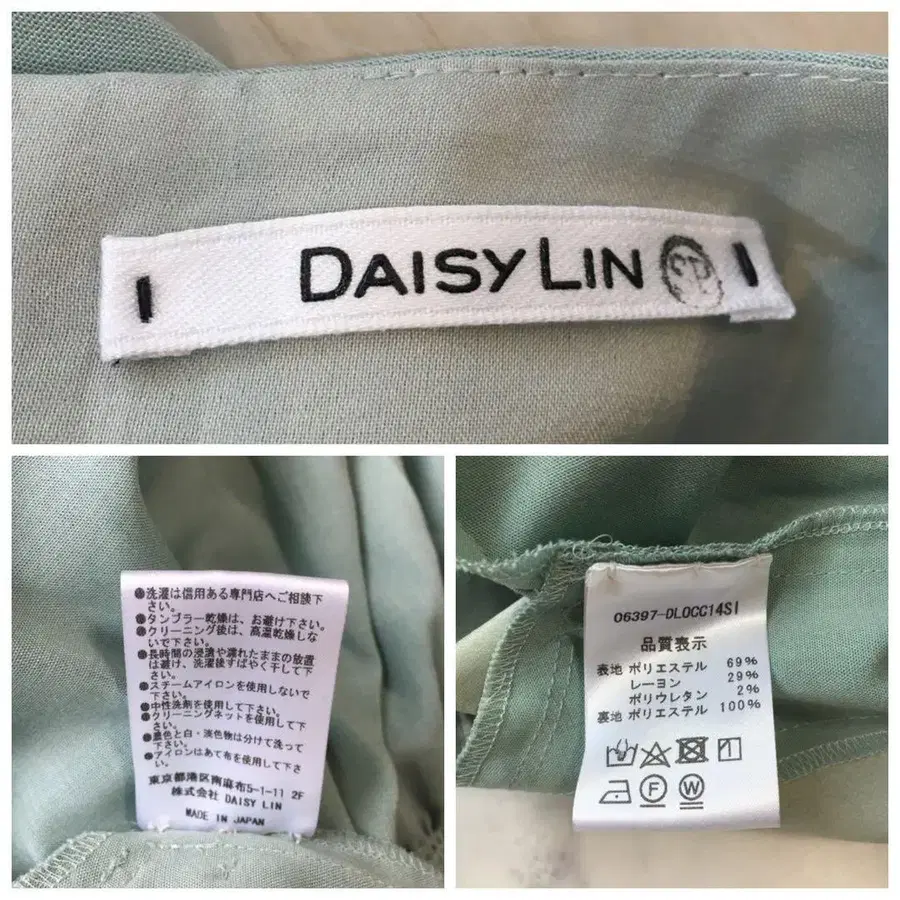 DAISY LIN
●洗濯は信用ある専門店へご相談下
さい。
●タンブラー乾燥は、お避け下さい。
●クリーニング後は、高温乾燥しな
いで下さい。
●長時間の浸漬や濡れたままの放置
は避け、洗濯後すばやく干して下
さい。
●スチームアイロンを使用しないで
下さい。
●中性洗剤を使用して下さい。
●クリーニングネットを使用して下
さい。
●濃色と白・淡色物は分けて洗って
下さい。
●アイロンはあて布を使用して下さ
い。
東京都港区南麻布5-1-11 2F
株式会社 DAISY LIN
MADE IN JAPAN
06397-DLOCC14SI
品質表示
表地 ポリエステル 69%
レーヨン 29%
ポリウレタン 2%
裏地 ポリエステル 100%
F W